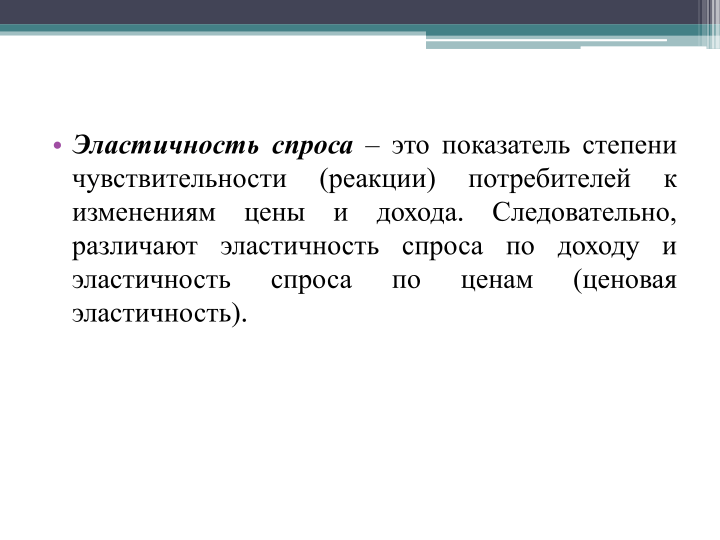 • Эластичность спроса – это показатель степени
чувствительности (реакции) потребителей к
изменениям цены и дохода. Следовательно,
различают эластичность спроса по доходу и
эластичность спроса по ценам (ценовая
эластичность).